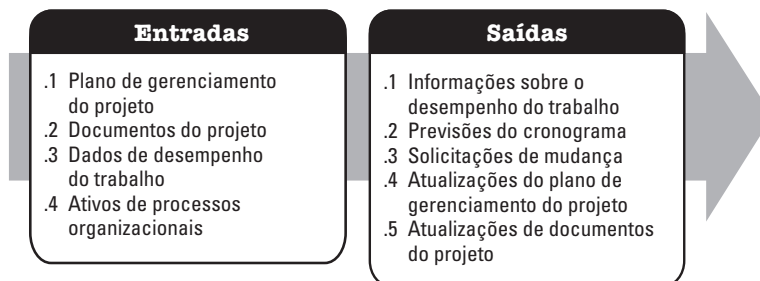 Entradas
.1 Plano de gerenciamento
do projeto
.2 Documentos do projeto
.3 Dados de desempenho
do trabalho
.4 Ativos de processos
organizacionais
Saídas
.1 Informações sobre o
desempenho do trabalho
.2 Previsões do cronograma
.3 Solicitações de mudança
.4 Atualizações do plano de
gerenciamento do projeto
.5 Atualizações de documentos
do projeto